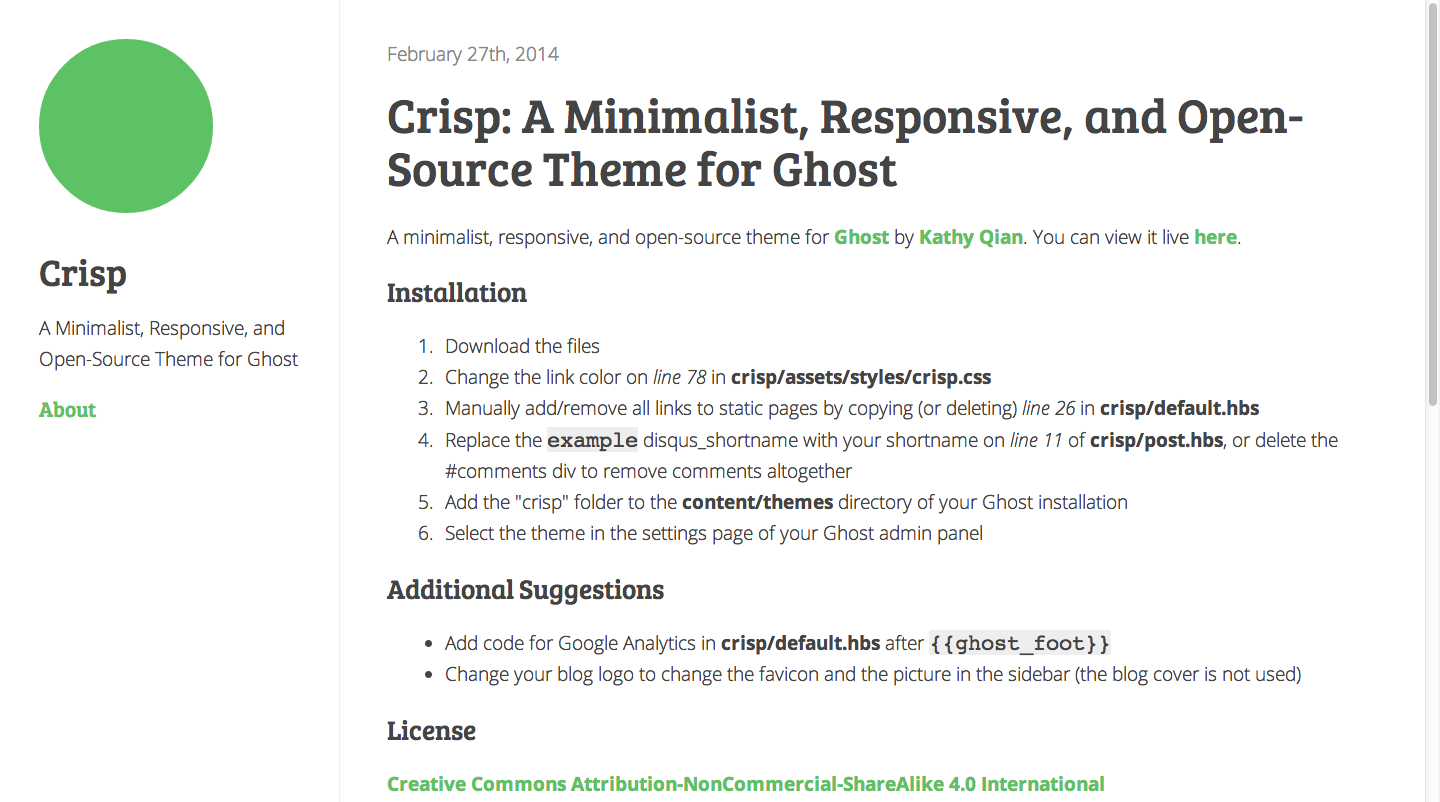 Crisp
A Minimalist, Responsive, and
Open-Source Theme for Ghost
About
February 27th, 2014
Crisp: A Minimalist, Responsive, and Open-
Source Theme for Ghost
A minimalist, responsive, and open-source theme for Ghost by Kathy Qian. You can view it live here.
Installation
1. Download the files
2. Change the link color on line 78 in crisp/assets/styles/crisp.css
3. Manually add/remove all links to static pages by copying (or deleting) line 26 in crisp/default.hbs
4. Replace the example disqus_shortname with your shortname on line 11 of crisp/post.hbs, or delete the
#comments div to remove comments altogether
5. Add the "crisp" folder to the content/themes directory of your Ghost installation
6. Select the theme in the settings page of your Ghost admin panel
Additional Suggestions
• Add code for Google Analytics in crisp/default.hbs after {{ghost_foot}}
• Change your blog logo to change the favicon and the picture in the sidebar (the blog cover is not used)
License
Creative Commons Attribution-NonCommercial-ShareAlike 4.0 International